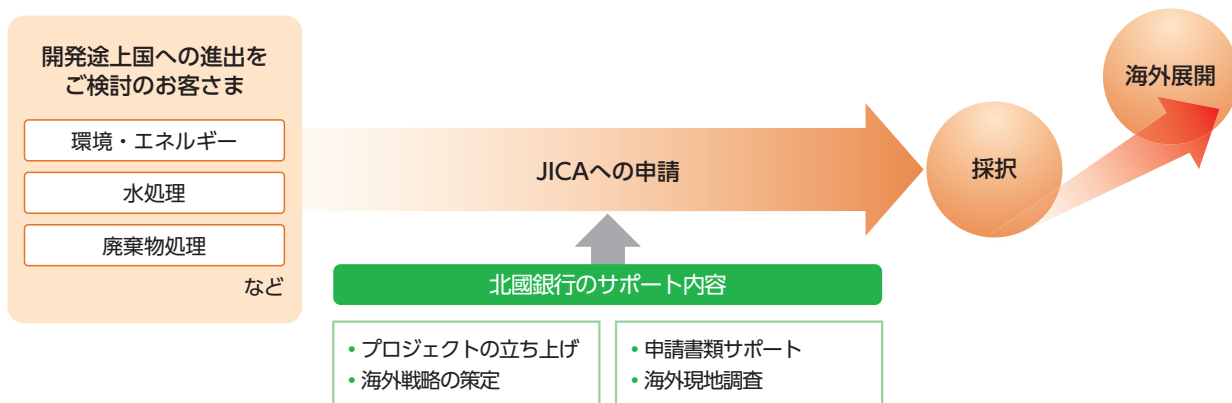 開発途上国への進出を
ご検討のお客さま
環境・エネルギー
水処理
廃棄物処理
など
JICAへの申請
採択
海外展開
北國銀行のサポート内容
・プロジェクトの立ち上げ
・海外戦略の策定
・申請書類サポート
・海外現地調査